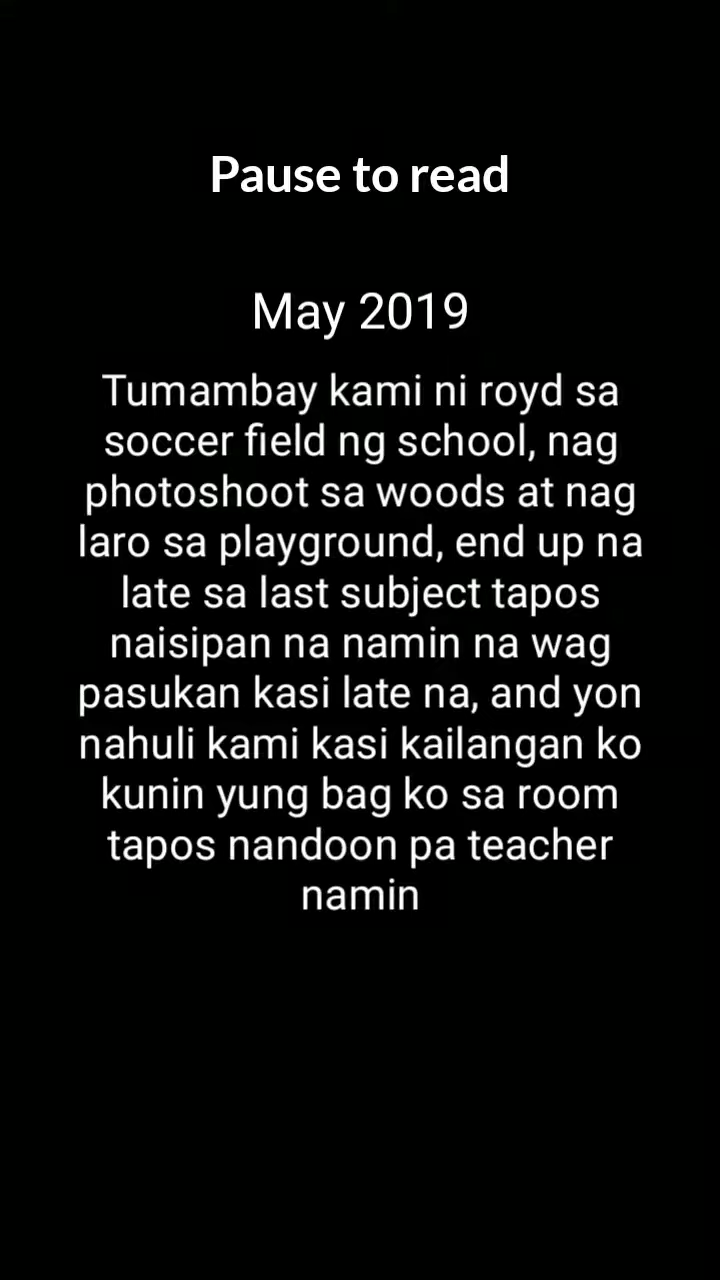 Pause to read
May 2019
Tumambay kami ni royd sa
soccer field ng school, nag
photoshoot sa woods at nag
laro sa playground, end up na
late sa last subject tapos
naisipan na namin na wag
pasukan kasi late na, and yon
nahuli kami kasi kailangan ko
kunin yung bag ko sa room
tapos nandoon pa teacher
namin